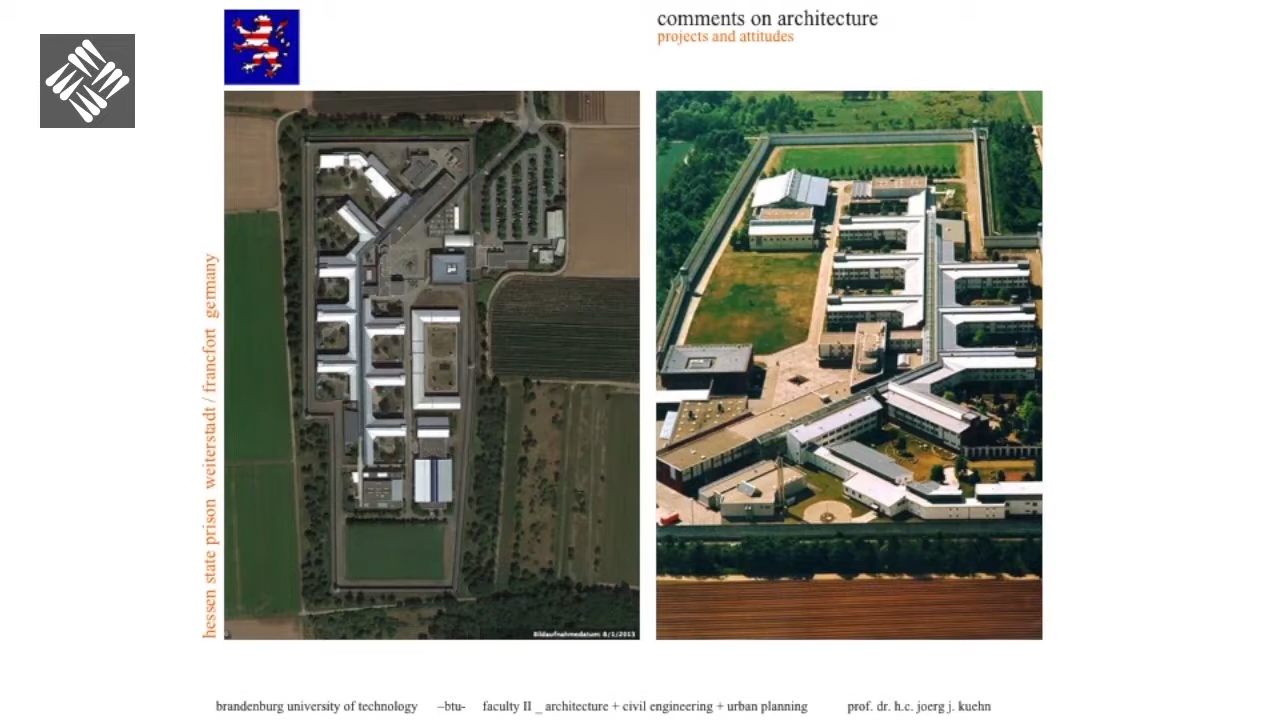 comments on architecture
projects and attitudes
hessen state prison weiterstadt / francfort germany
Bildaufnahmedatum: 8/1/2013
brandenburg university of technology –btu- faculty II _ architecture + civil engineering + urban planning prof. dr. h.c. joerg j. kuehn